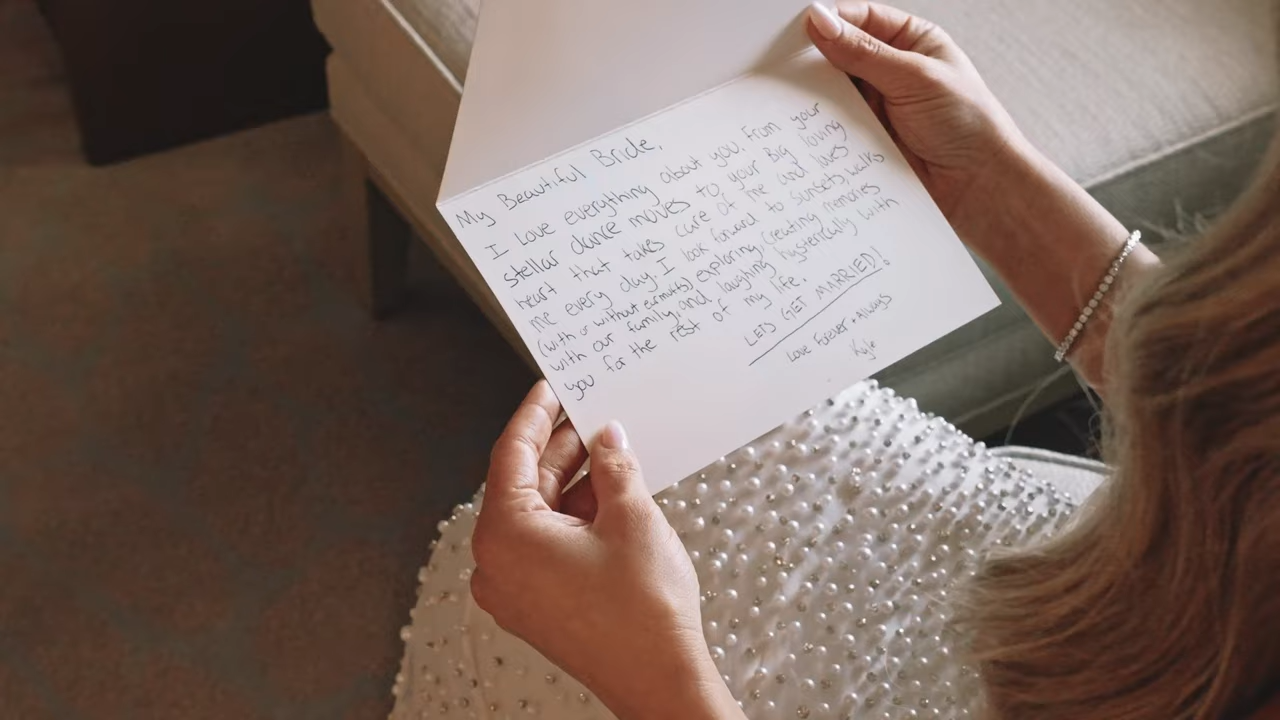 My Beautiful Bride,
I Love everything about you. From your
stellar dance moves to your Big loving
heart that takes care of me and loves
me every day. I look forward to sunsets, walks
(with or without earmuffs) exploring, creating memories
with our family, and laughing hysterically with
you for the rest of my life.
LETS GET MARRIED!
Love Forever + Always
Kyle